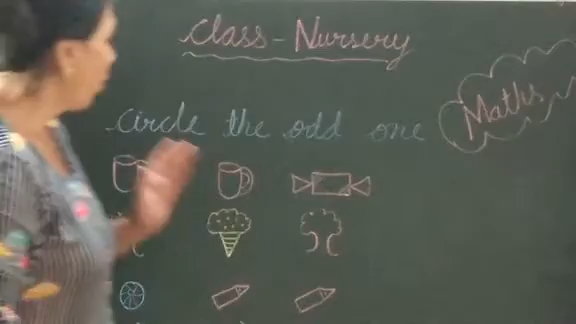 Class-Nursery
Maths
Circle the odd one